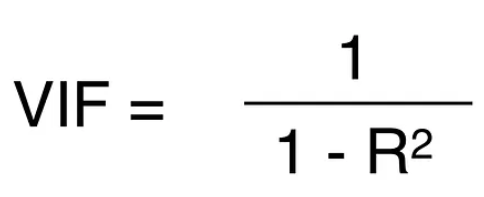 1
VIF =
1 - R²